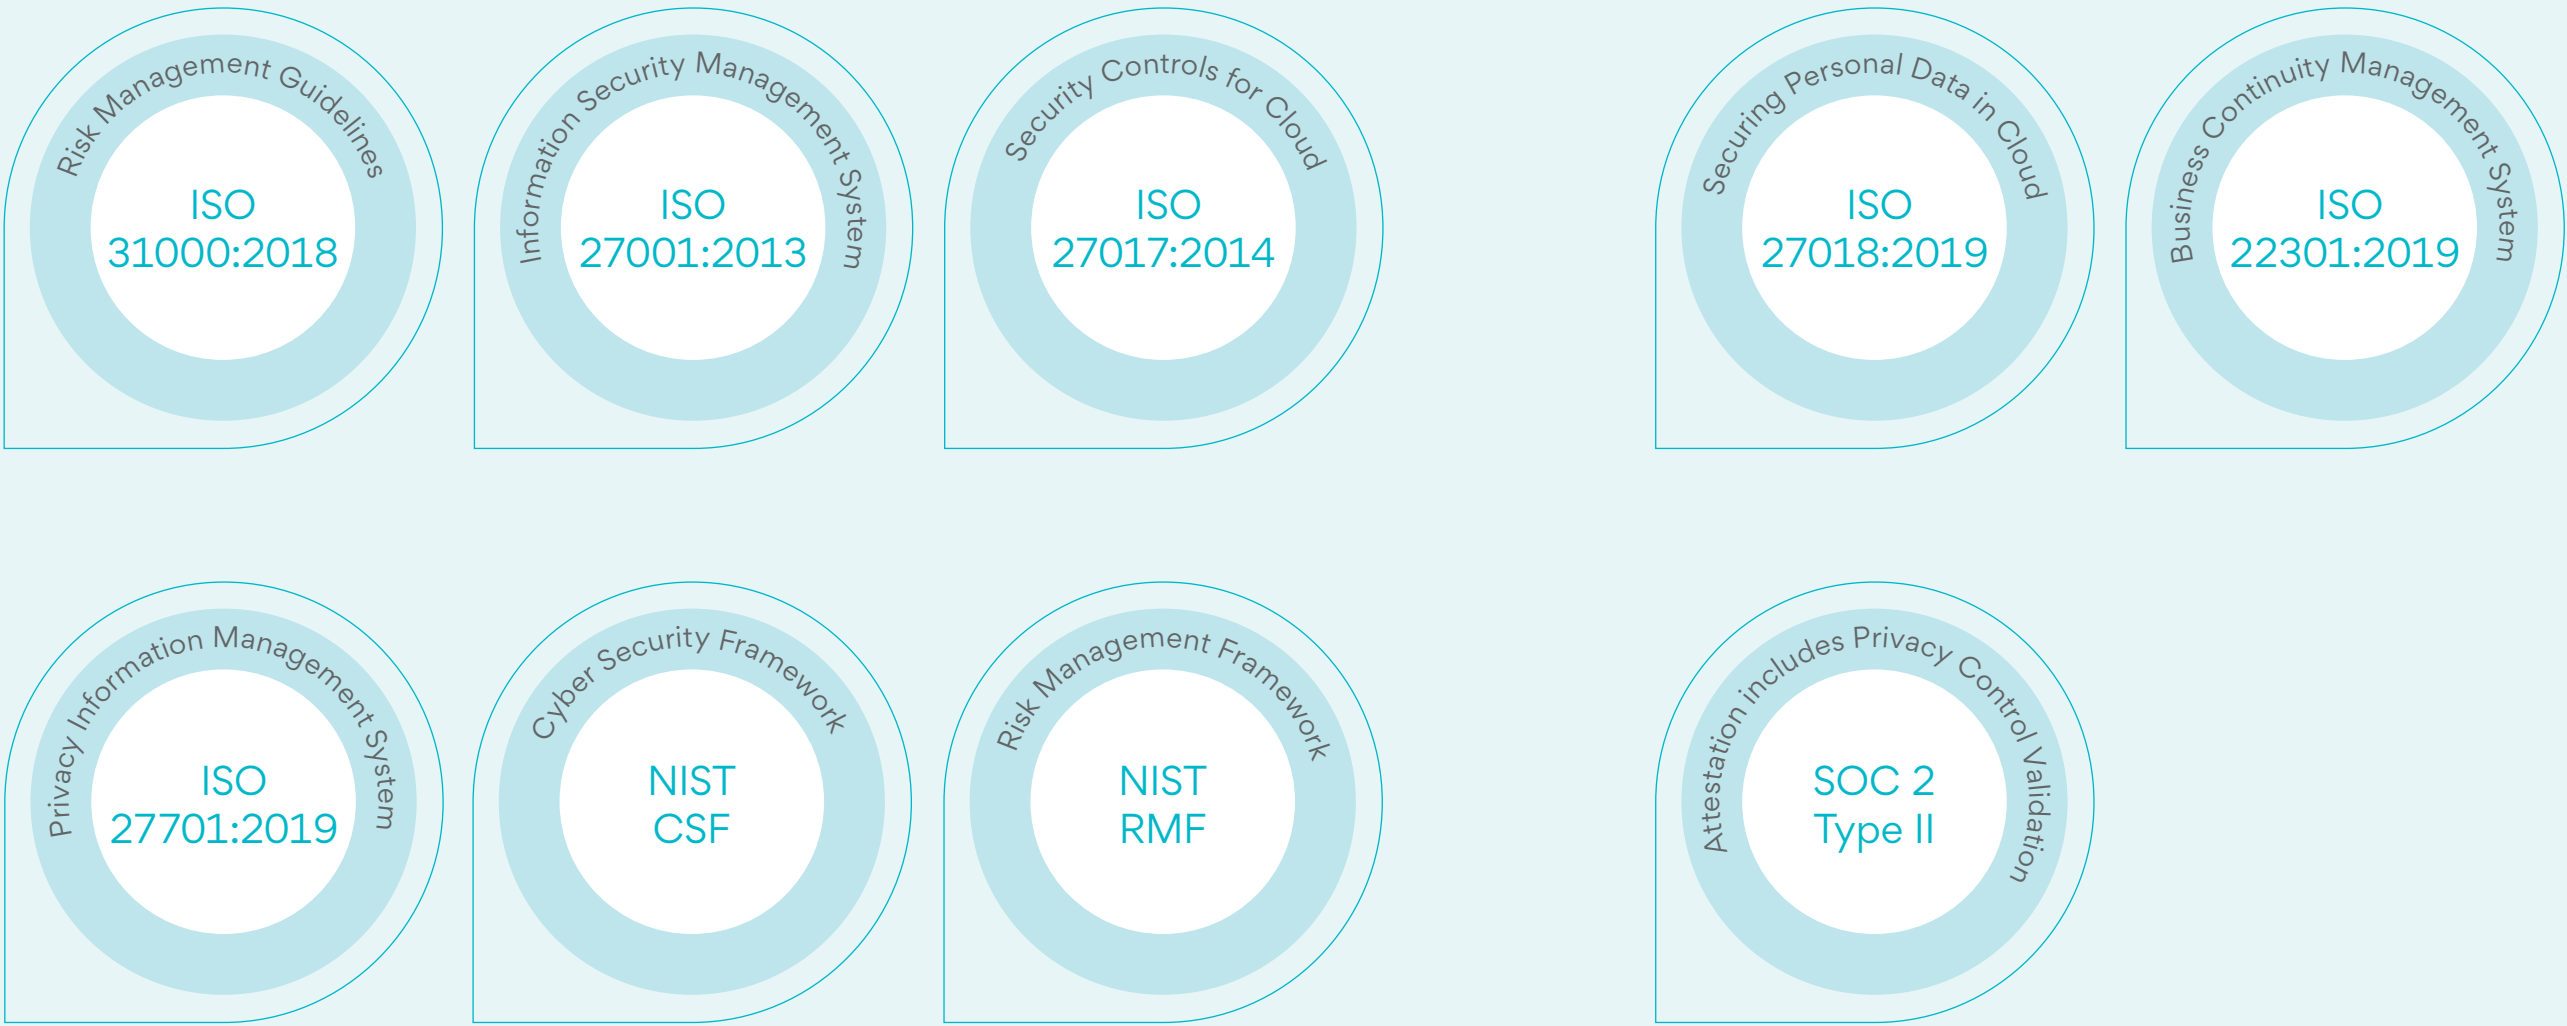 Risk Management Guidelines
ISO
31000:2018
Information Security Management System
ISO
27001:2013
Security Controls for Cloud
ISO
27017:2014
Securing Personal Data in Cloud
ISO
27018:2019
Business Continuity Management System
ISO
22301:2019
Privacy Information Management System
ISO
27701:2019
Cyber Security Framework
NIST
CSF
Risk Management Framework
NIST
RMF
Attestation includes Privacy Control Validation
SOC 2
Type II